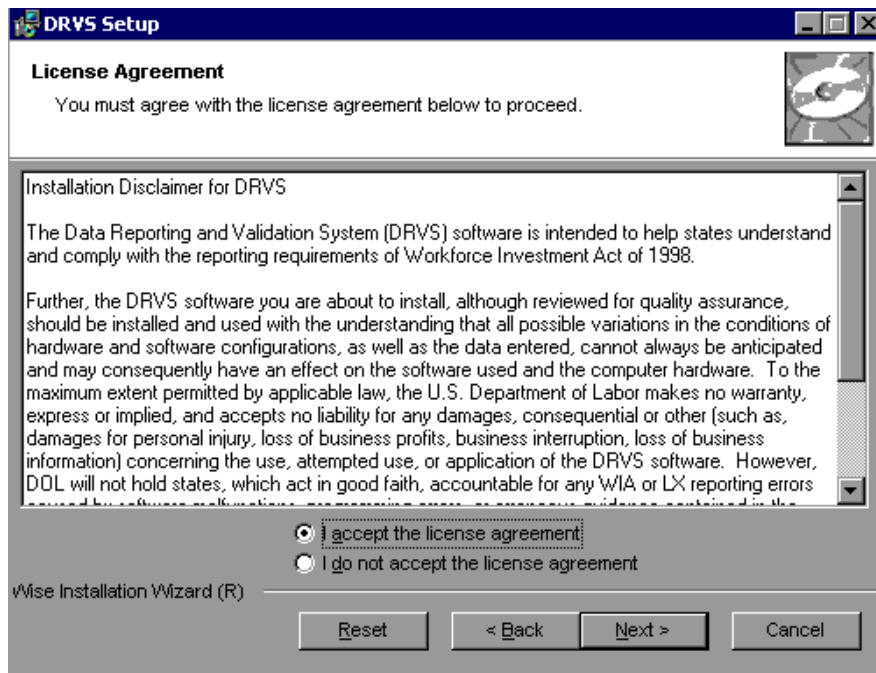 DRVS Setup
License Agreement
You must agree with the license agreement below to proceed.
Installation Disclaimer for DRVS
The Data Reporting and Validation System (DRVS) software is intended to help states understand
and comply with the reporting requirements of Workforce Investment Act of 1998.
Further, the DRVS software you are about to install, although reviewed for quality assurance,
should be installed and used with the understanding that all possible variations in the conditions of
hardware and software configurations, as well as the data entered, cannot always be anticipated
and may consequently have an effect on the software used and the computer hardware.  To the
maximum extent permitted by applicable law, the U.S. Department of Labor makes no warranty,
express or implied, and accepts no liability for any damages, consequential or other (such as,
damages for personal injury, loss of business profits, business interruption, loss of business
information) concerning the use, attempted use, or application of the DRVS software.  However,
DOL will not hold states, which act in good faith, accountable for any WIA or LX reporting errors
I accept the license agreement
I do not accept the license agreement
Wise Installation Wizard (R)
Reset
< Back
Next >
Cancel